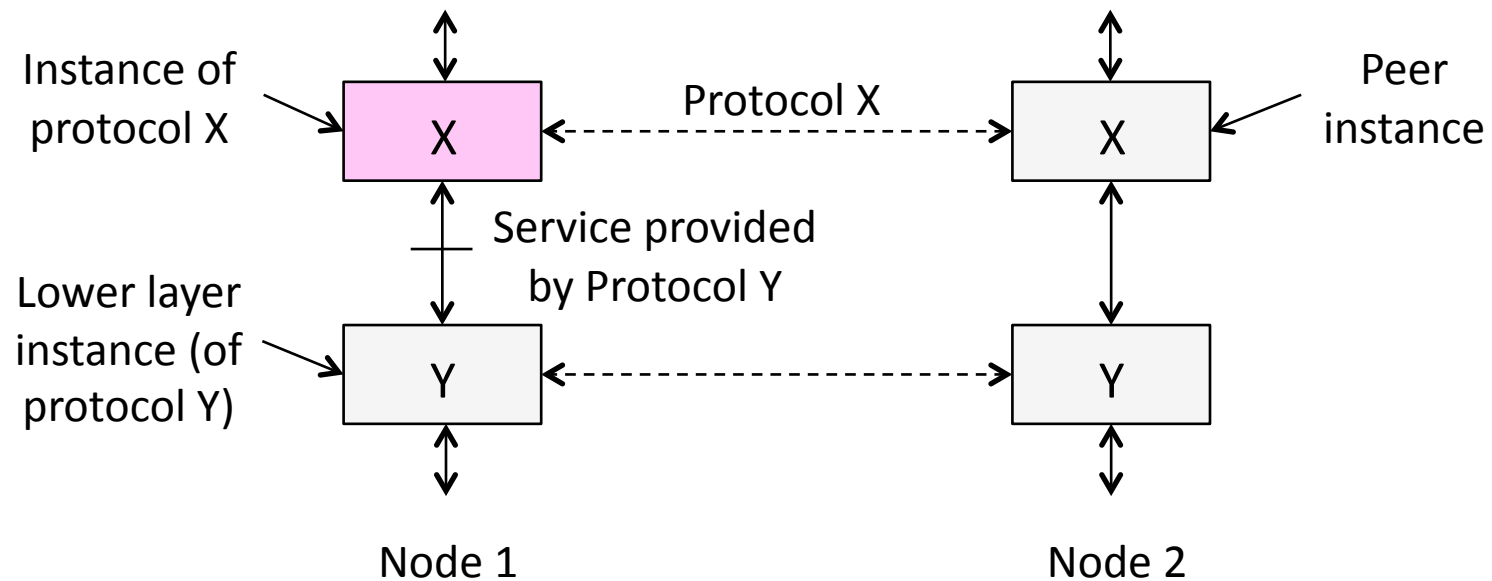 Instance of
protocol X
X
Protocol X
X
Peer
instance
Service provided
by Protocol Y
Lower layer
instance (of
protocol Y)
Y
Y
Node 1
Node 2